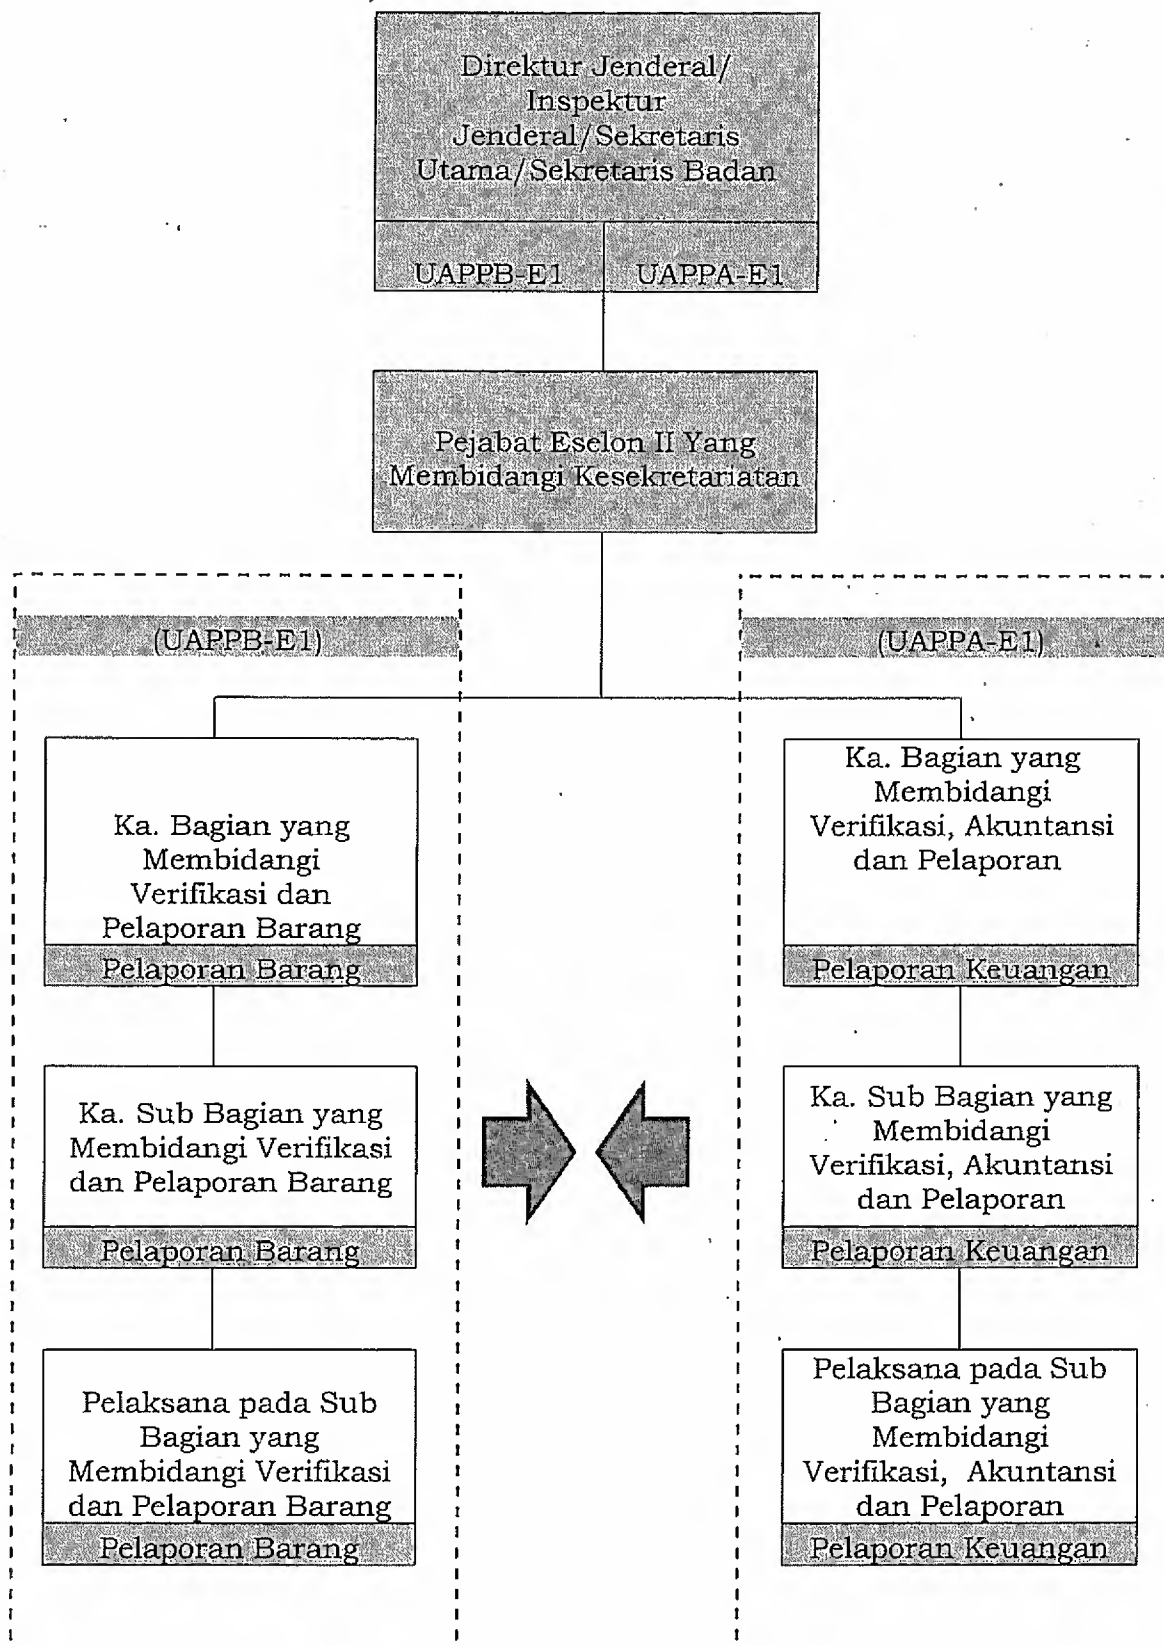 Direktur Jenderal/
Inspektur
Jenderal/Sekretaris
Utama/Sekretaris Badan
UAPPB-E1
UAPPA-E1
Pejabat Eselon II Yang
Membidangi Kesekretariatan
(UAPPB-E1)
(UAPPA-E1)
Ka. Bagian yang
Membidangi
Verifikasi dan
Pelaporan Barang
Pelaporan Barang
Ka. Bagian yang
Membidangi
Verifikasi, Akuntansi
dan Pelaporan
Pelaporan Keuangan
Ka. Sub Bagian yang
Membidangi Verifikasi
dan Pelaporan Barang
Pelaporan Barang
Ka. Sub Bagian yang
Membidangi
Verifikasi, Akuntansi
dan Pelaporan
Pelaporan Keuangan
Pelaksana pada Sub
Bagian yang
Membidangi Verifikasi
dan Pelaporan Barang
Pelaporan Barang
Pelaksana pada Sub
Bagian yang
Membidangi
Verifikasi, Akuntansi
dan Pelaporan
Pelaporan Keuangan